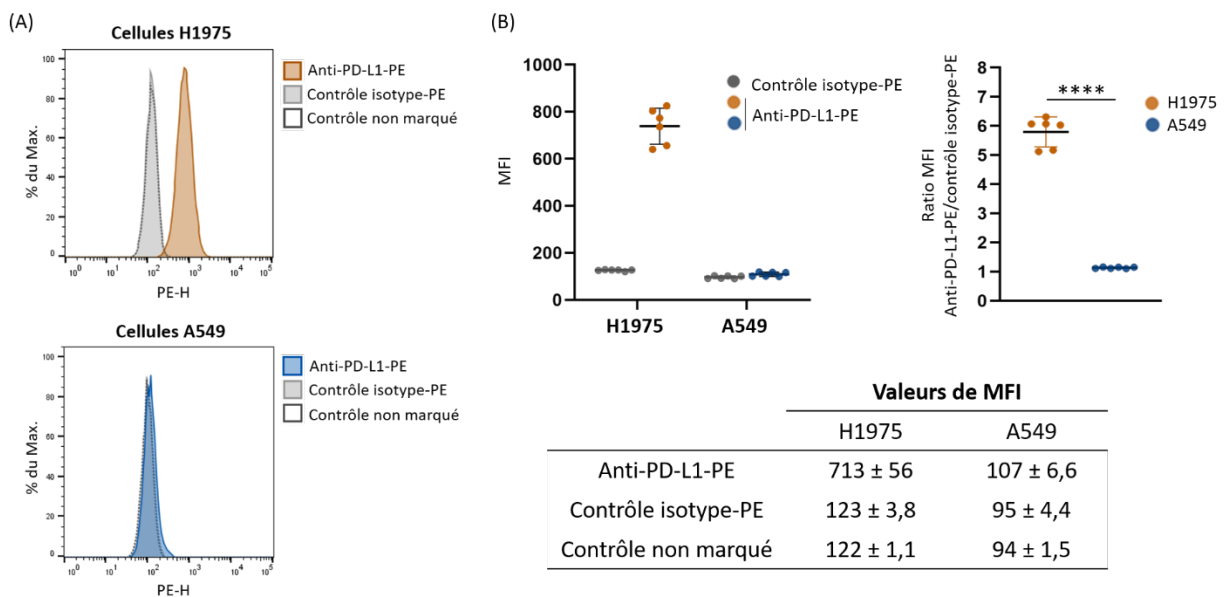 (A)
Cellules H1975
100
80
60
40
20
0
10⁰ 10¹ 10² 10³ 10⁴ 10⁵
PE-H
% du Max.
Anti-PD-L1-PE
Contrôle isotype-PE
Contrôle non marqué
Cellules A549
100
80
60
40
20
0
10⁰ 10¹ 10² 10³ 10⁴ 10⁵
PE-H
% du Max.
Anti-PD-L1-PE
Contrôle isotype-PE
Contrôle non marqué
(B)
1000
800
600
400
200
0
MFI
H1975 A549
Contrôle isotype-PE
Anti-PD-L1-PE
Ratio MFI
Anti-PD-L1-PE/contrôle isotype-PE
8
7
6
5
4
3
2
1
0
****
H1975
A549
Valeurs de MFI
H1975 A549
Anti-PD-L1-PE 713 ± 56 107 ± 6,6
Contrôle isotype-PE 123 ± 3,8 95 ± 4,4
Contrôle non marqué 122 ± 1,1 94 ± 1,5